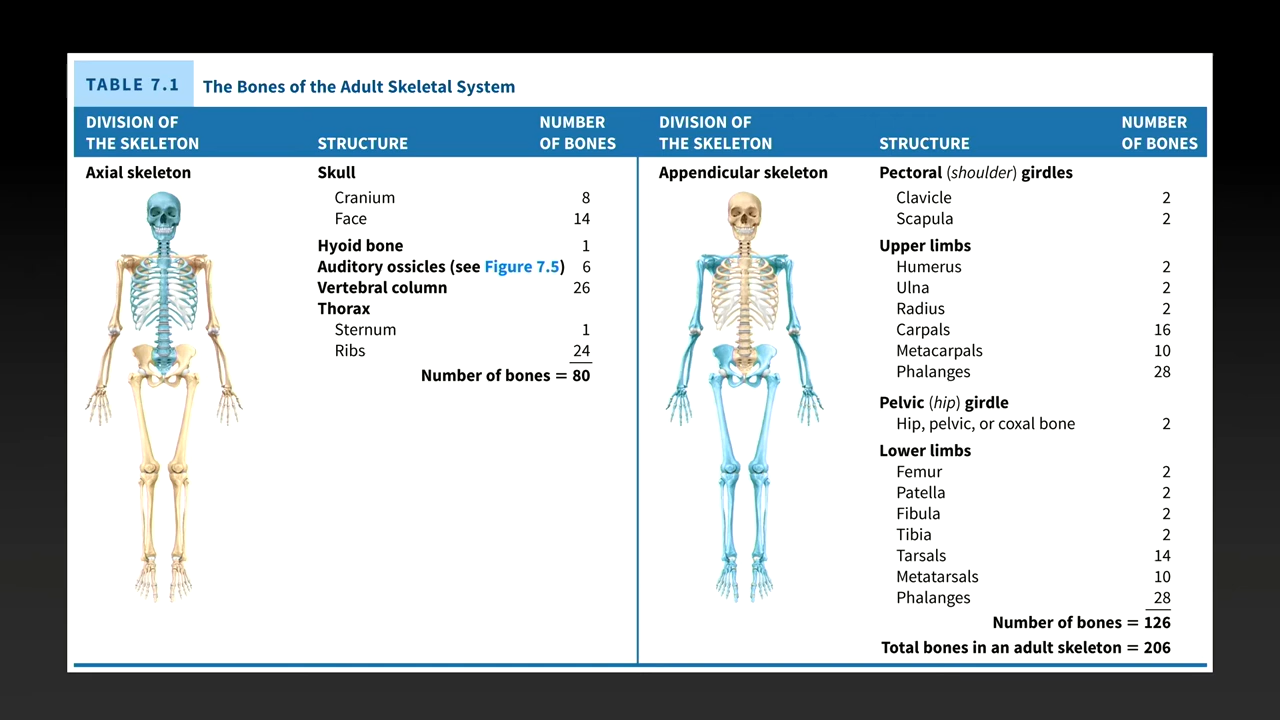 TABLE 7.1 The Bones of the Adult Skeletal System
DIVISION OF THE SKELETON STRUCTURE NUMBER OF BONES
Axial skeleton Skull
Cranium 8
Face 14
Hyoid bone 1
Auditory ossicles (see Figure 7.5) 6
Vertebral column 26
Thorax
Sternum 1
Ribs 24
Number of bones = 80
DIVISION OF THE SKELETON STRUCTURE NUMBER OF BONES
Appendicular skeleton Pectoral (shoulder) girdles
Clavicle 2
Scapula 2
Upper limbs
Humerus 2
Ulna 2
Radius 2
Carpals 16
Metacarpals 10
Phalanges 28
Pelvic (hip) girdle
Hip, pelvic, or coxal bone 2
Lower limbs
Femur 2
Patella 2
Fibula 2
Tibia 2
Tarsals 14
Metatarsals 10
Phalanges 28
Number of bones = 126
Total bones in an adult skeleton = 206